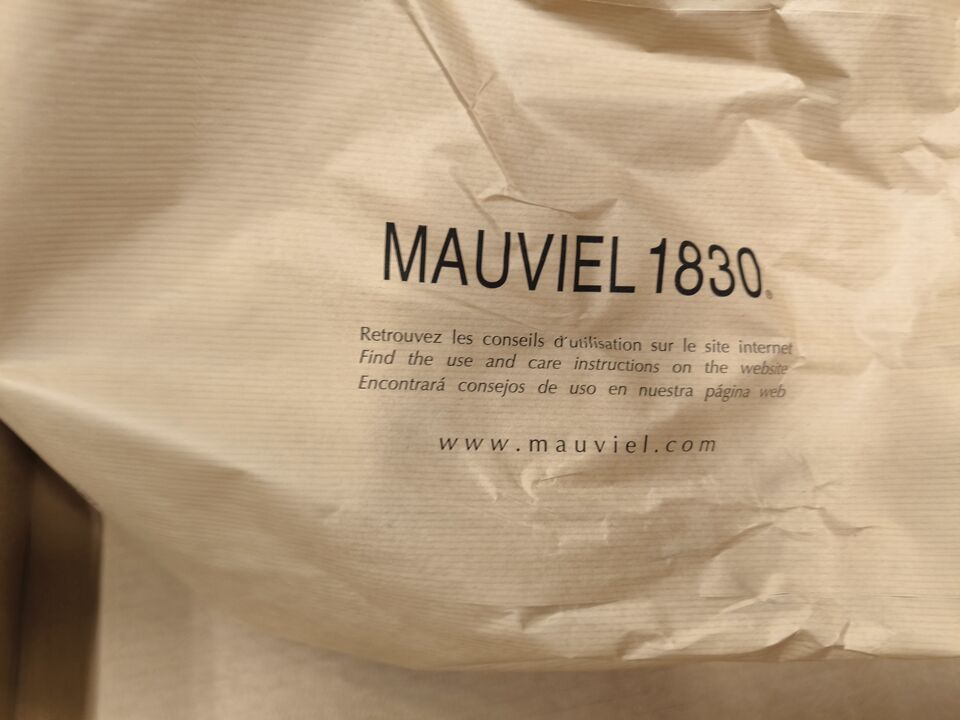 MAUVIEL 1830®
Retrouvez les conseils d'utilisation sur le site internet
Find the use and care instructions on the website
Encontrará consejos de uso en nuestra página web
www.mauviel.com